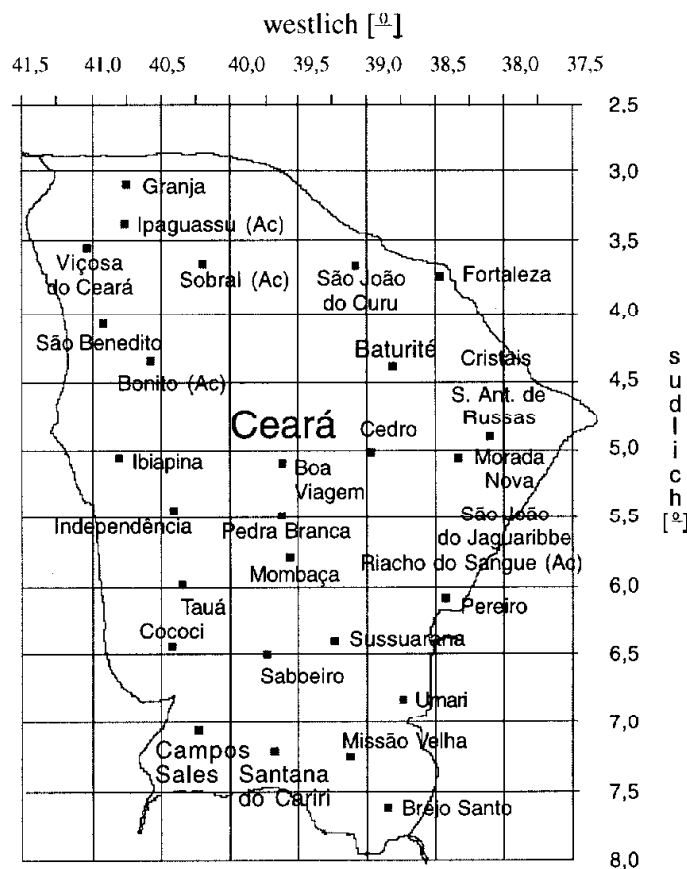 westlich [º]
41,5 41,0 40,5 40,0 39,5 39,0 38,5 38,0 37,5
2,5
3,0
Granja
Ipaguassú (Ac)
3,5
Viçosa
do Ceará
Sobral (Ac)
São João
do Curu
Fortaleza
4,0
São Benedito
Baturité
Cristais
Bonito (Ac)
4,5
S. Ant. de
Russas
Ceará
Cedro
5,0
Ibiapina
Boa
Viagem
Morada
Nova
südlich
[º]
5,5
Independência
Pedra Branca
São João
do Jaguaribbe
Mombaça
Riacho do Sangue (Ac)
6,0
Tauá
Pereiro
Cococi
Sussuarana
6,5
Saboeiro
Umari
7,0
Campos
Sales
Missão Velha
Santana
do Cariri
7,5
Brejo Santo
8,0